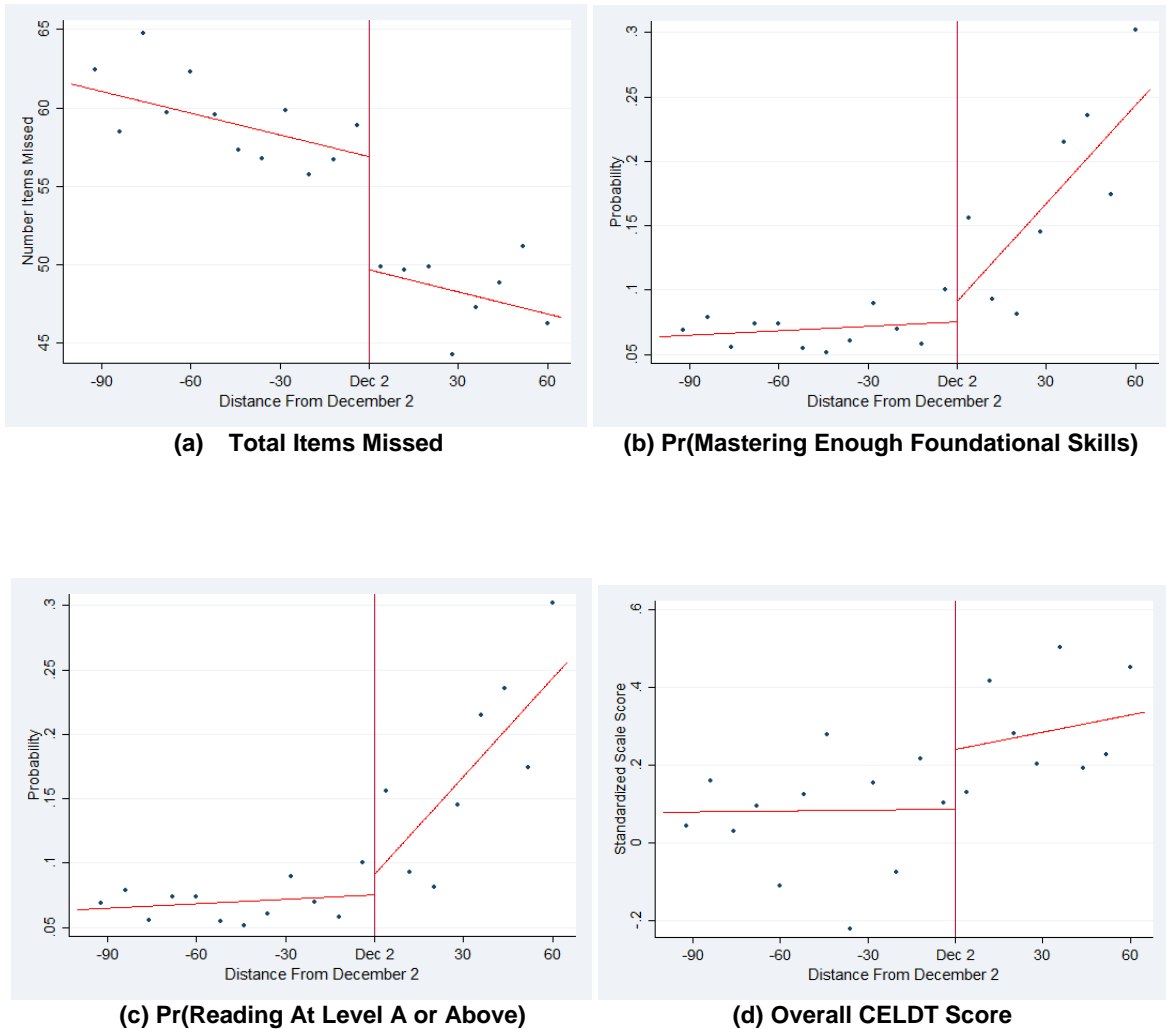 65
60
55
50
45
Number Items Missed
-90 -60 -30 Dec 2 30 60
Distance From December 2
(a) Total Items Missed
.3
.25
.2
.15
.1
.05
Probability
-90 -60 -30 Dec 2 30 60
Distance From December 2
(b) Pr(Mastering Enough Foundational Skills)
.3
.25
.2
.15
.1
.05
Probability
-90 -60 -30 Dec 2 30 60
Distance From December 2
(c) Pr(Reading At Level A or Above)
.6
.4
.2
0
-.2
Standardized Scale Score
-90 -60 -30 Dec 2 30 60
Distance From December 2
(d) Overall CELDT Score